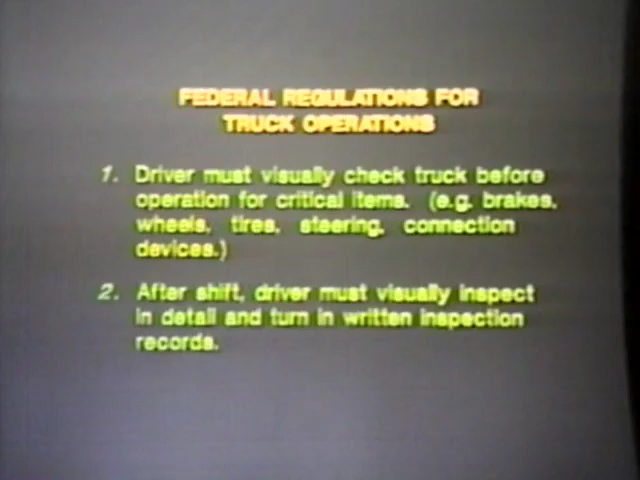 FEDERAL REGULATIONS FOR
TRUCK OPERATIONS
1. Driver must visually check truck before
operation for critical items. (e.g. brakes,
wheels, tires, steering, connection
devices.)
2. After shift, driver must visually inspect
in detail and turn in written inspection
records.